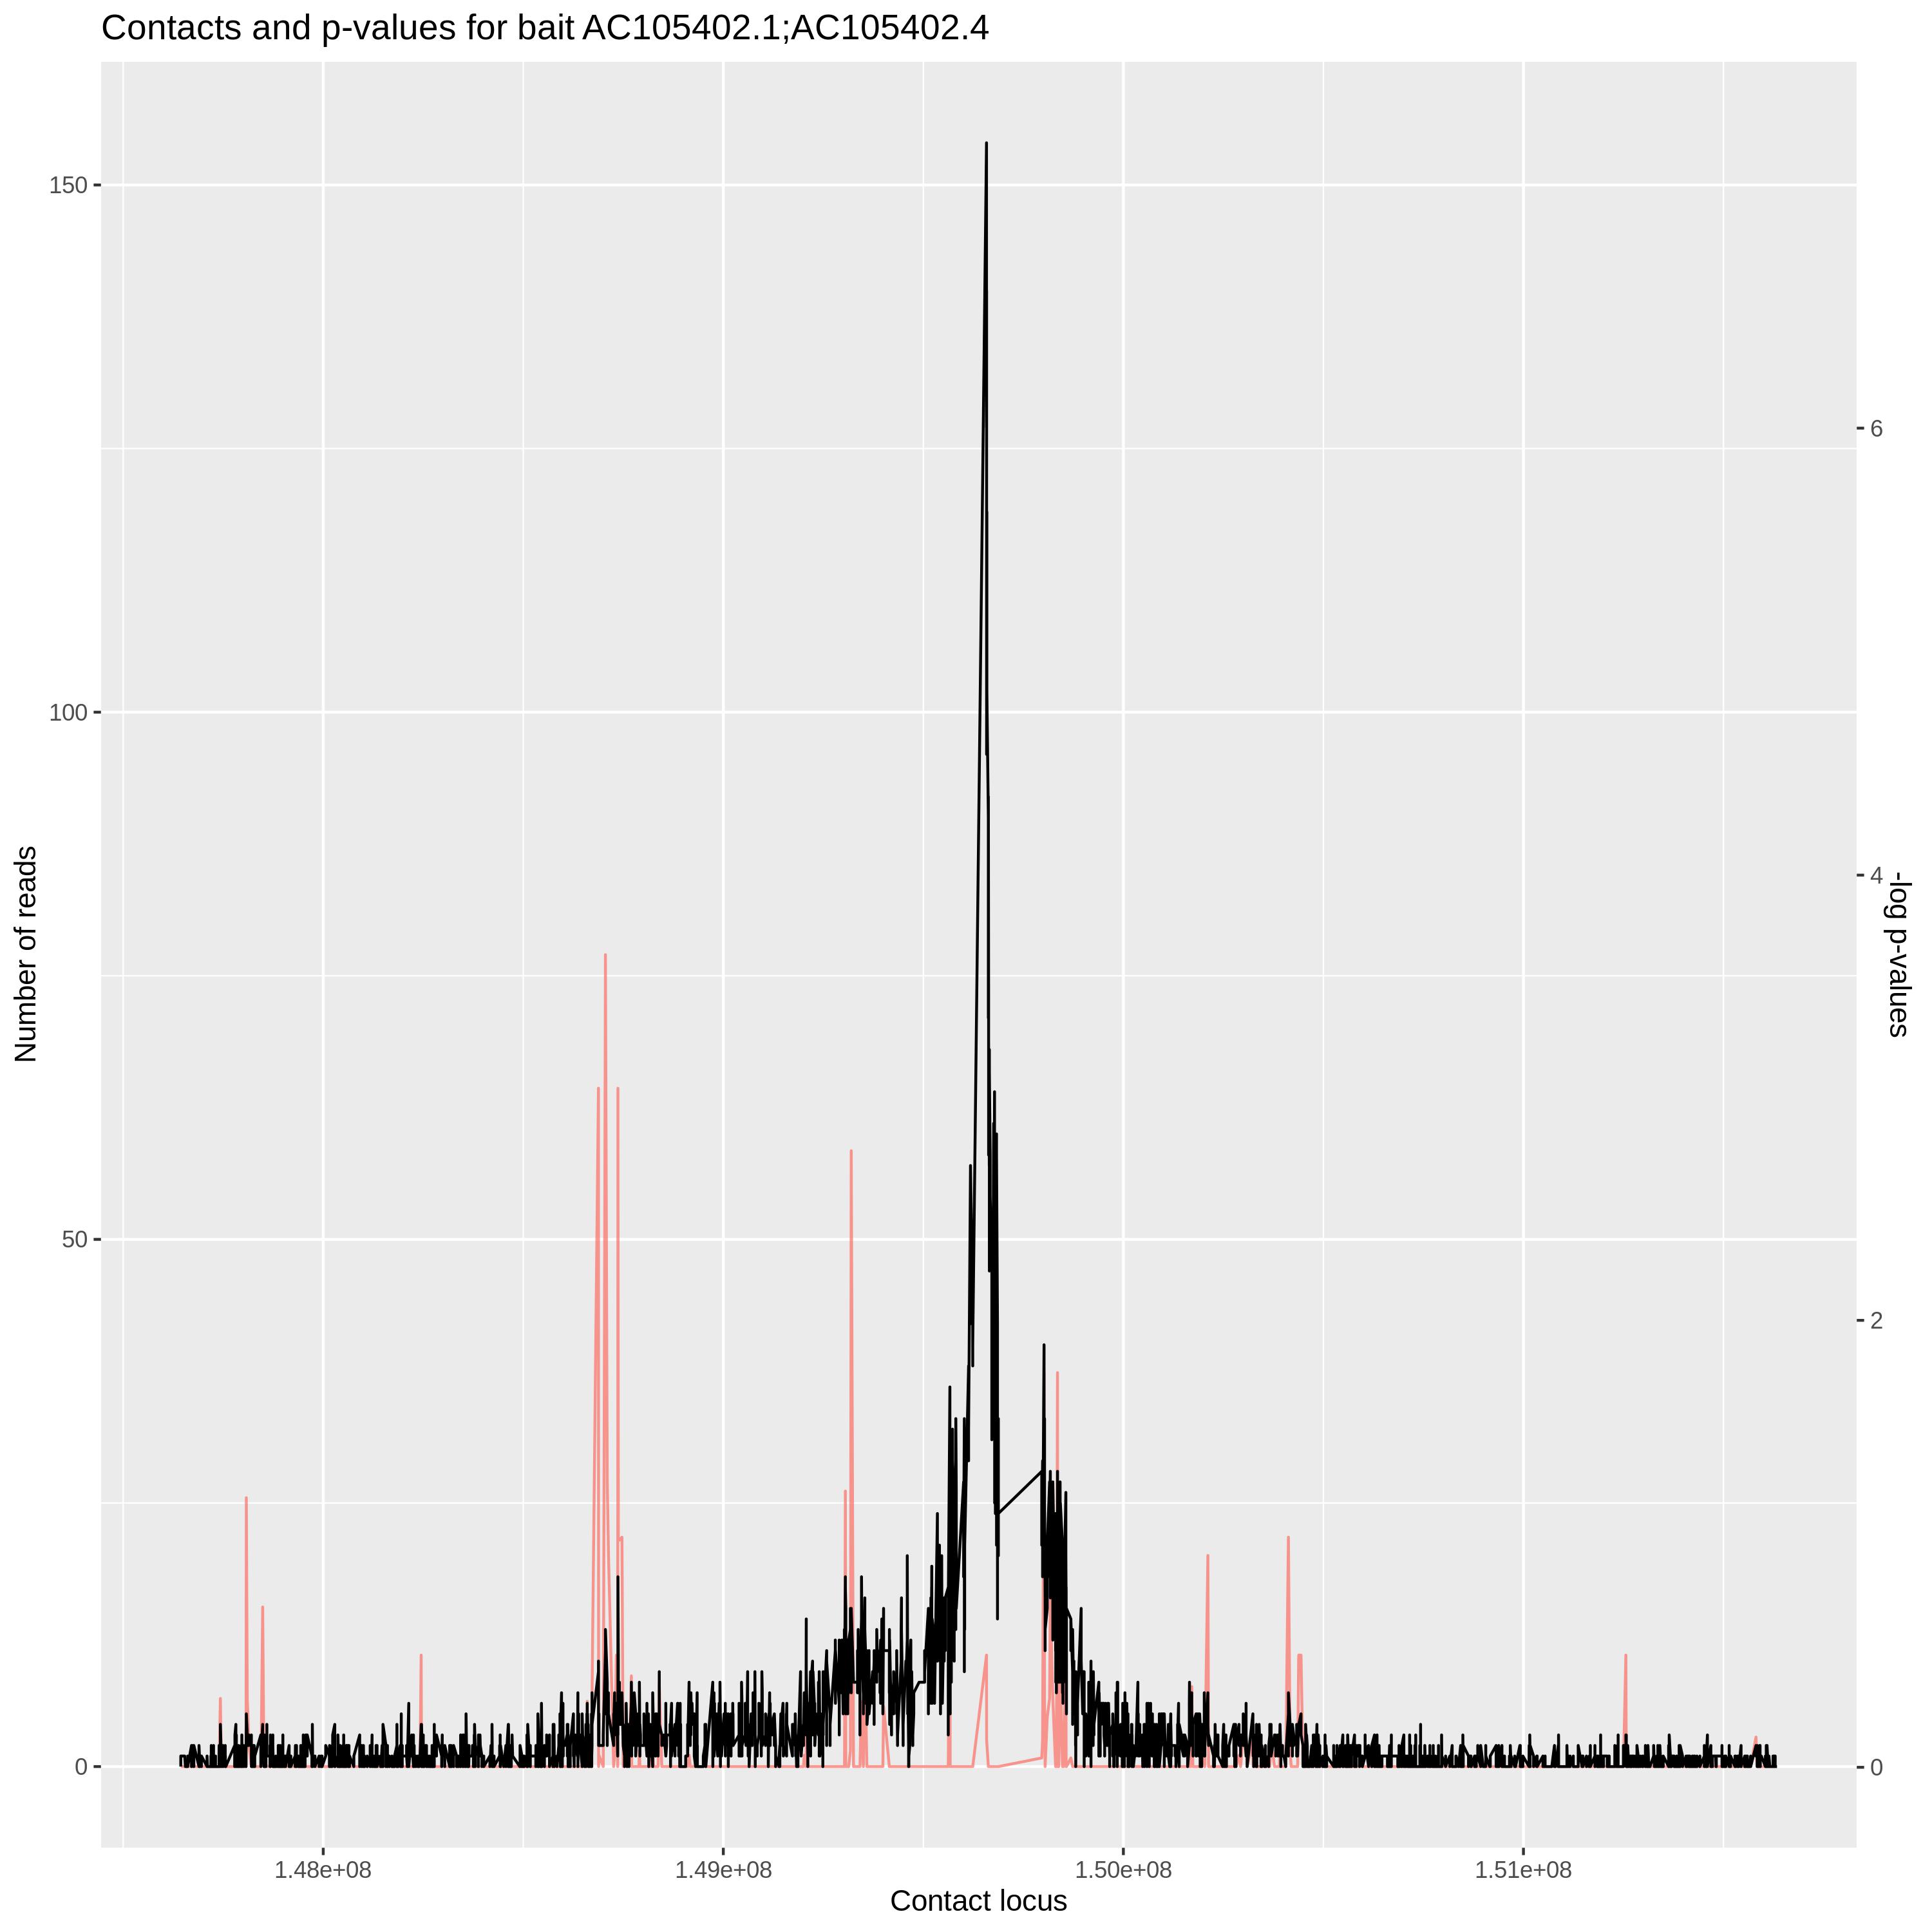 Contacts and p-values for bait AC105402.1;AC105402.4
150
100
50
0
Number of reads
6
4
2
0
-log p-values
1.48e+08
1.49e+08
1.50e+08
1.51e+08
Contact locus